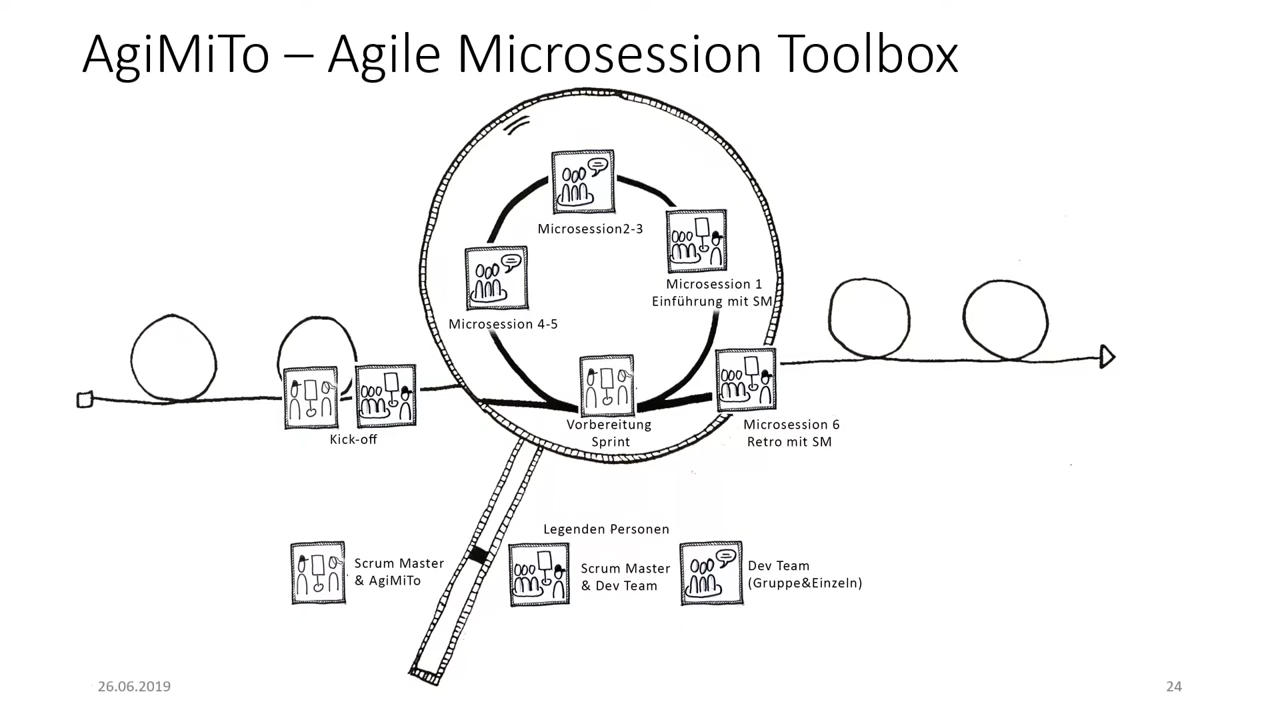 AgiMiTo – Agile Microsession Toolbox
Microsession2-3
Microsession 1
Einführung mit SM
Microsession 4-5
Vorbereitung
Sprint
Microsession 6
Retro mit SM
Kick-off
Legenden Personen
Scrum Master
& AgiMiTo
Scrum Master
& Dev Team
Dev Team
(Gruppe&Einzeln)
26.06.2019
24